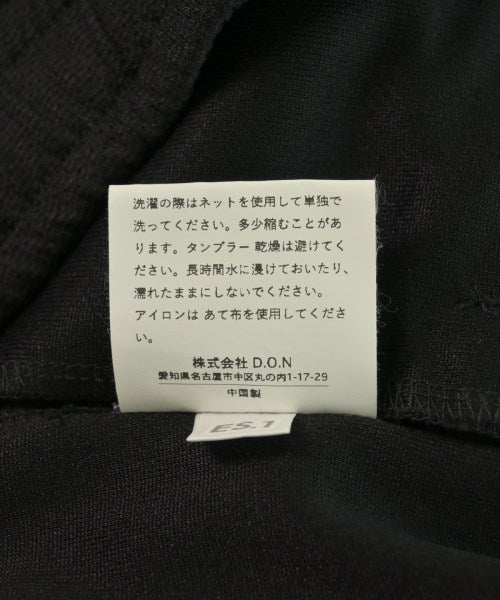 洗濯の際はネットを使用して単独で
洗ってください。多少縮むことがあ
ります。タンブラー 乾燥は避けてく
ださい。長時間水に浸けておいたり、
濡れたままにしないでください。
アイロンは あて布を使用してくださ
い。
株式会社 D.O.N
愛知県名古屋市中区丸の内1-17-29
中国製
ES.1